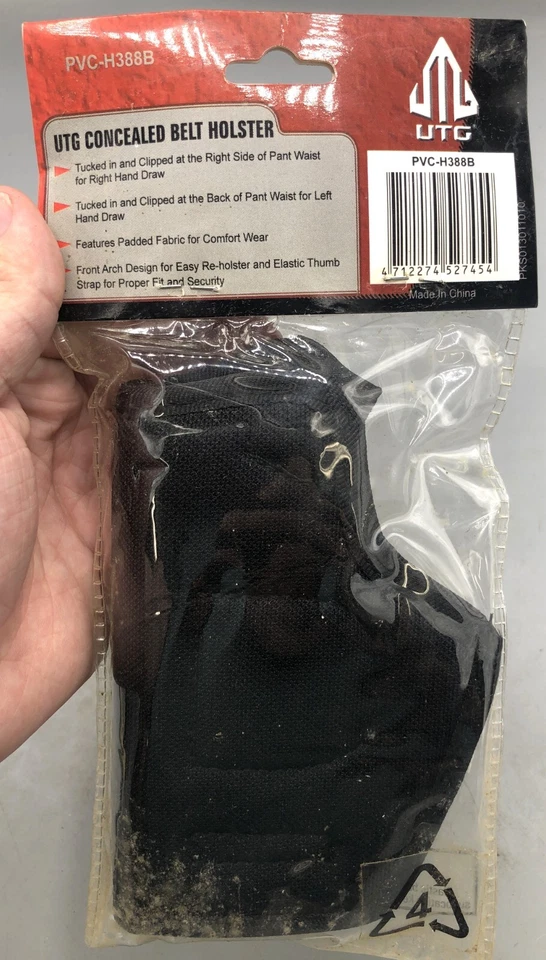 PVC-H388B
UTG
UTG CONCEALED BELT HOLSTER
Tucked in and Clipped at the Right Side of Pant Waist
for Right Hand Draw
Tucked in and Clipped at the Back of Pant Waist for Left
Hand Draw
Features Padded Fabric for Comfort Wear
Front Arch Design for Easy Re-holster and Elastic Thumb
Strap for Proper Fit and Security
PVC-H388B
4 712274 527454
Made In China
4